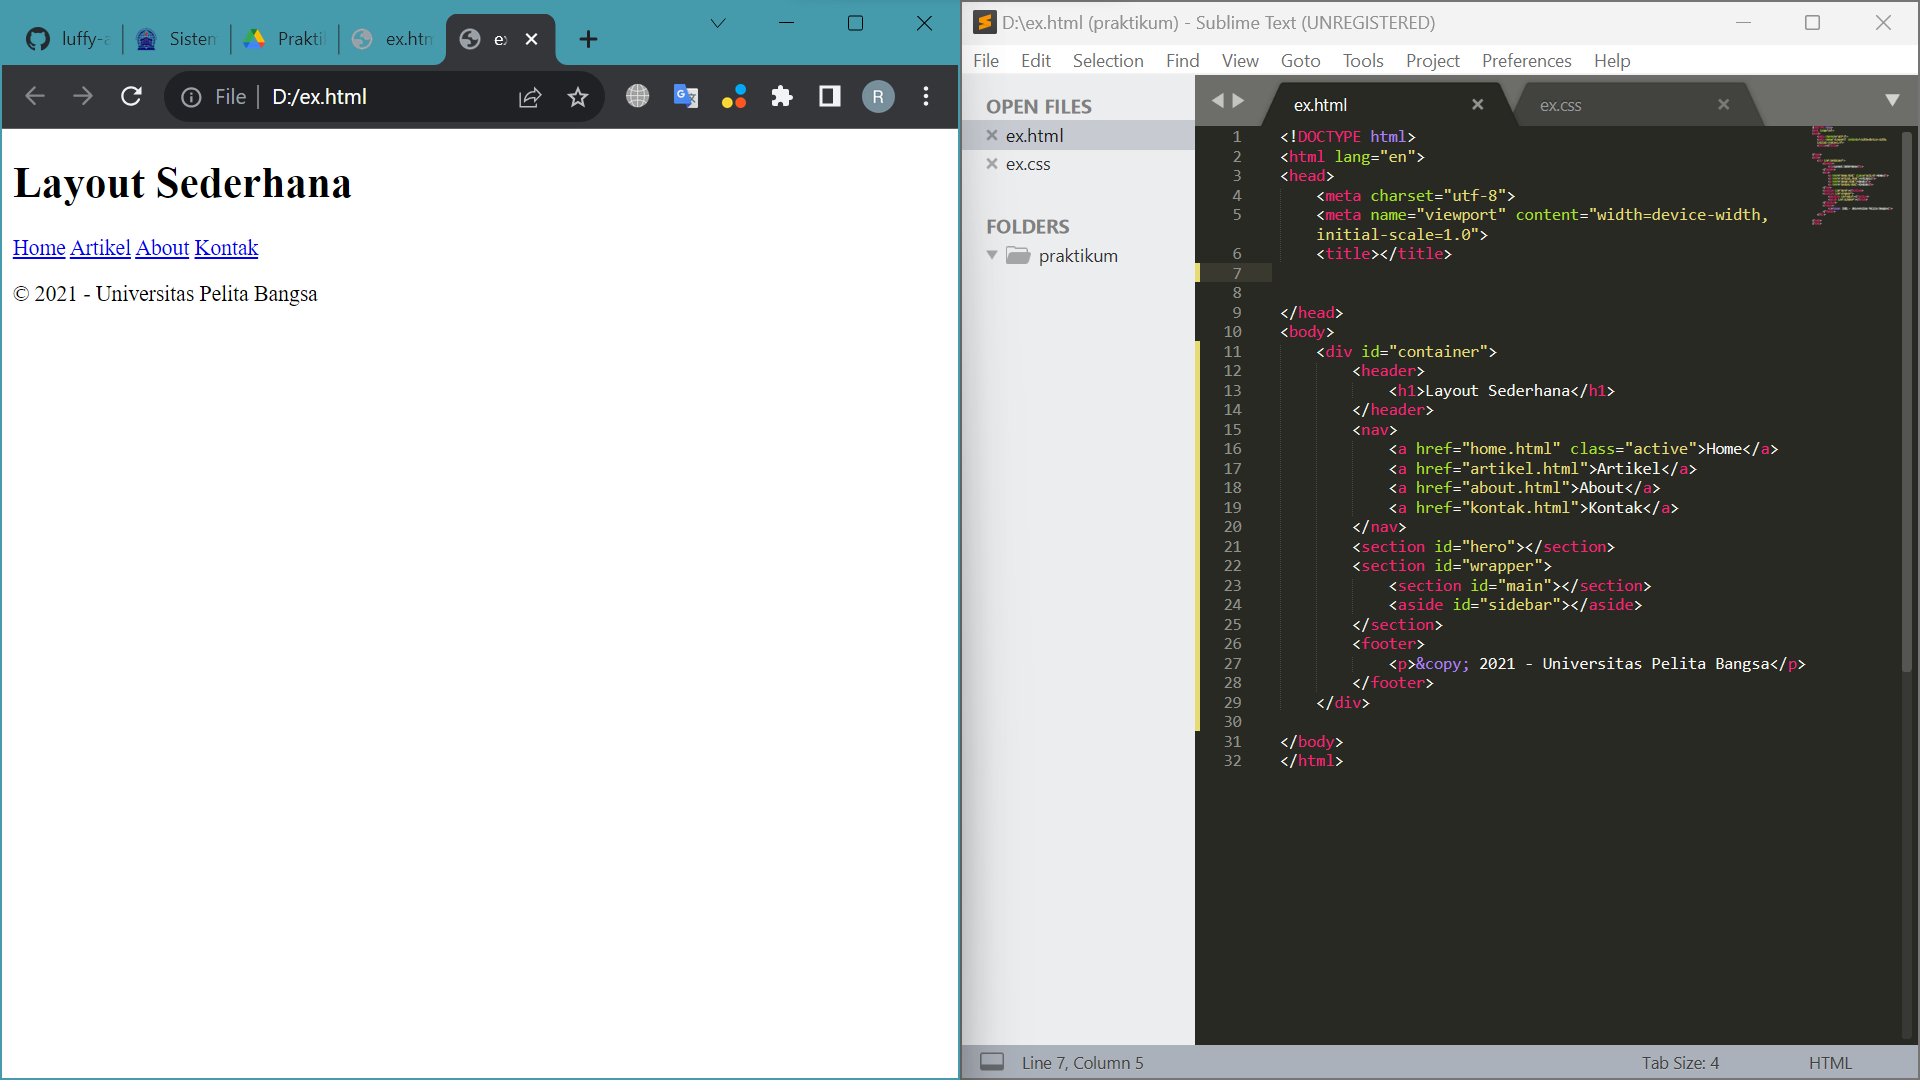 luffy-a
Sistem
Prakti
ex.htm
ex
File
D:/ex.html
R
Layout Sederhana
Home Artikel About Kontak
© 2021 - Universitas Pelita Bangsa
D:\ex.html (praktikum) - Sublime Text (UNREGISTERED)
File Edit Selection Find View Goto Tools Project Preferences Help
OPEN FILES
ex.html
ex.css
FOLDERS
praktikum
ex.html
ex.css
1 <!DOCTYPE html>
2 <html lang="en">
3 <head>
4 <meta charset="utf-8">
5 <meta name="viewport" content="width=device-width,
initial-scale=1.0">
6 <title></title>
7
8
9 </head>
10 <body>
11 <div id="container">
12 <header>
13 <h1>Layout Sederhana</h1>
14 </header>
15 <nav>
16 <a href="home.html" class="active">Home</a>
17 <a href="artikel.html">Artikel</a>
18 <a href="about.html">About</a>
19 <a href="kontak.html">Kontak</a>
20 </nav>
21 <section id="hero"></section>
22 <section id="wrapper">
23 <section id="main"></section>
24 <aside id="sidebar"></aside>
25 </section>
26 <footer>
27 <p>&copy; 2021 - Universitas Pelita Bangsa</p>
28 </footer>
29 </div>
30
31 </body>
32 </html>
Line 7, Column 5
Tab Size: 4
HTML